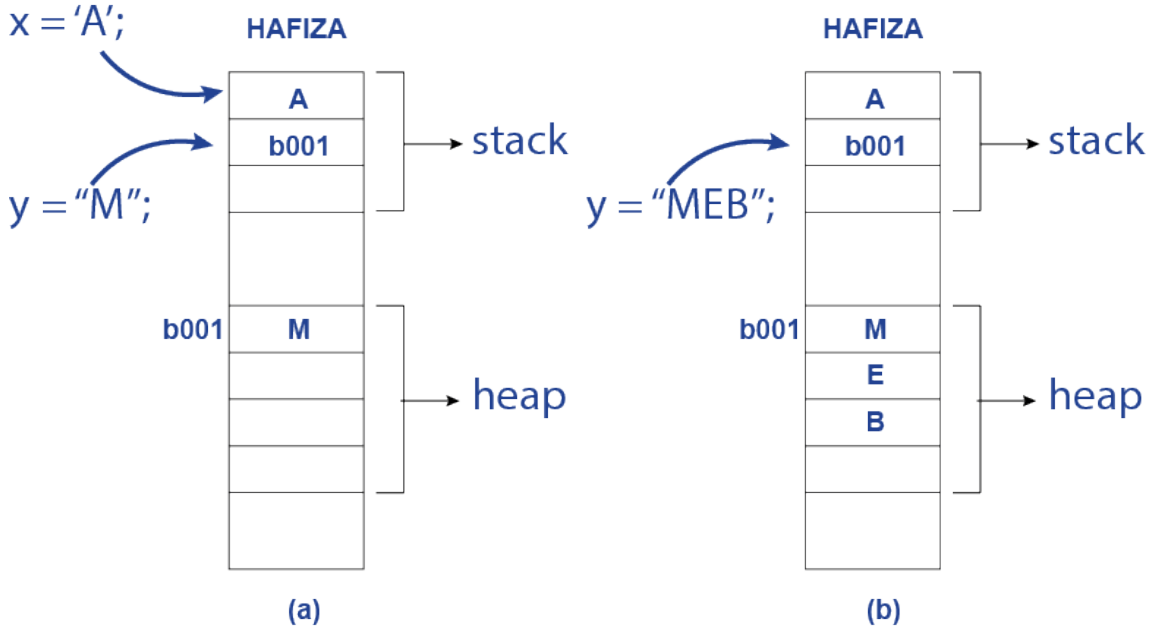 x = ‘A’;
HAFIZA
A
b001
stack
y = “M”;
b001
M
heap
(a)
HAFIZA
A
b001
stack
y = “MEB”;
b001
M
E
B
heap
(b)